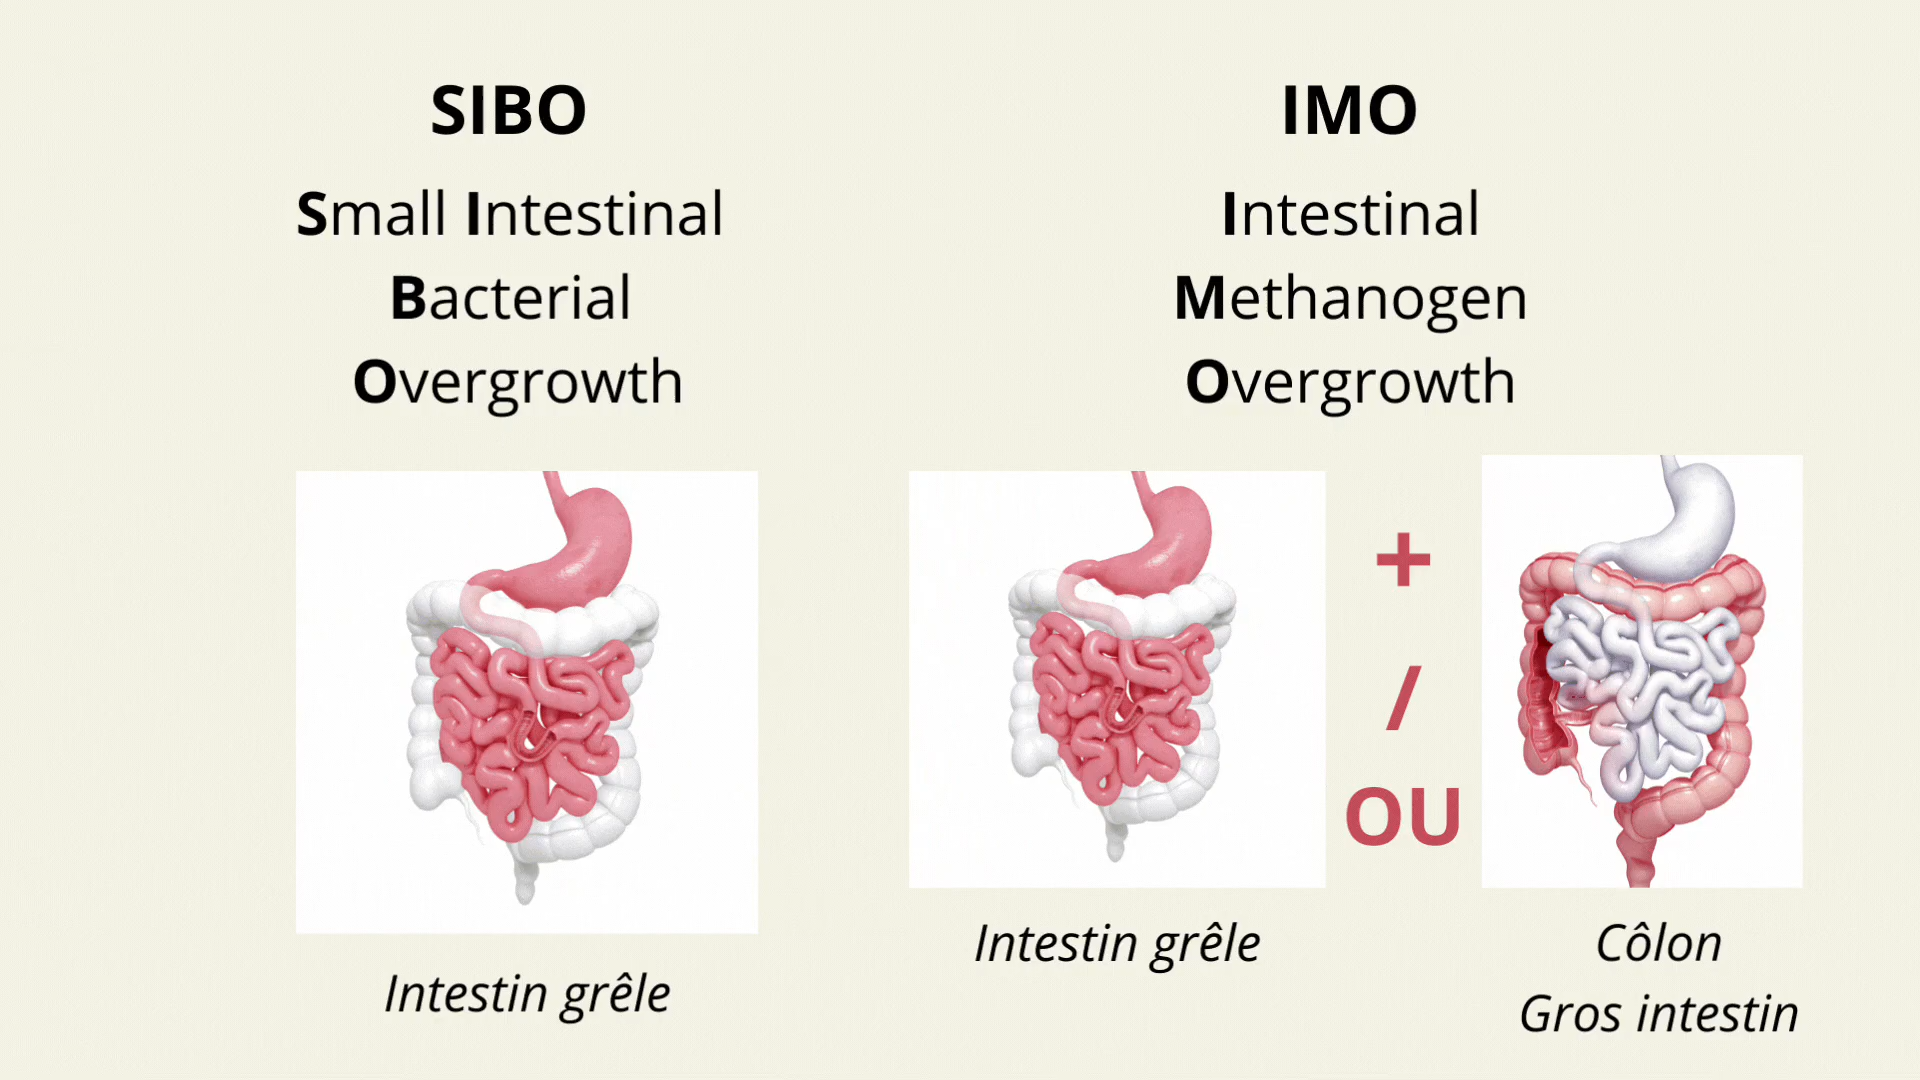 SIBO
Small Intestinal
Bacterial
Overgrowth
Intestin grêle
IMO
Intestinal
Methanogen
Overgrowth
Intestin grêle
+
/
OU
Côlon
Gros intestin